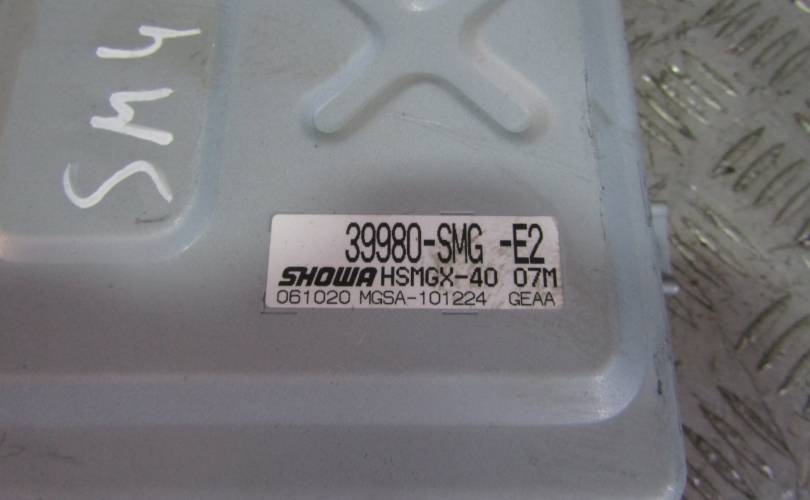 SM4
39980-SMG -E2
SHOWA HSMGX-40 07M
061020 MGSA-101224 GEAA